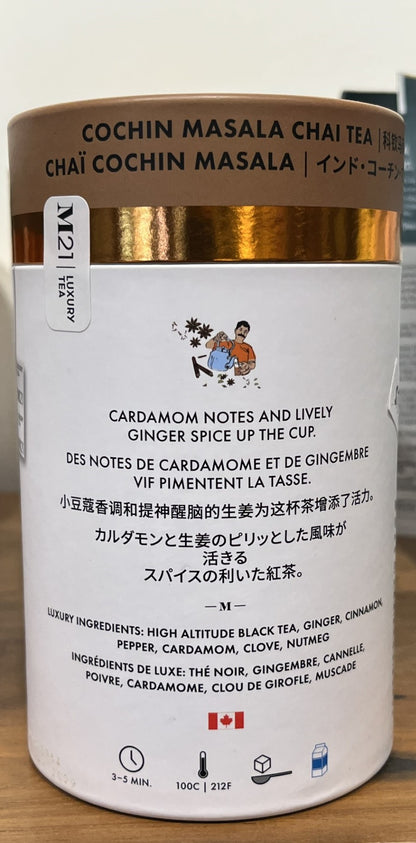 COCHIN MASALA CHAI TEA | 科钦
CHAÏ COCHIN MASALA | インド・コーチン
M21 | LUXURY TEA
CARDAMOM NOTES AND LIVELY
GINGER SPICE UP THE CUP.
DES NOTES DE CARDAMOME ET DE GINGEMBRE
VIF PIMENTENT LA TASSE.
小豆蔻香调和提神醒脑的生姜为这杯茶增添了活力。
カルダモンと生姜のピリッとした風味が
活きる
スパイスの利いた紅茶。
—M—
LUXURY INGREDIENTS: HIGH ALTITUDE BLACK TEA, GINGER, CINNAMON,
PEPPER, CARDAMOM, CLOVE, NUTMEG
INGRÉDIENTS DE LUXE: THÉ NOIR, GINGEMBRE, CANNELLE,
POIVRE, CARDAMOME, CLOU DE GIROFLE, MUSCADE
3–5 MIN.
100C | 212F